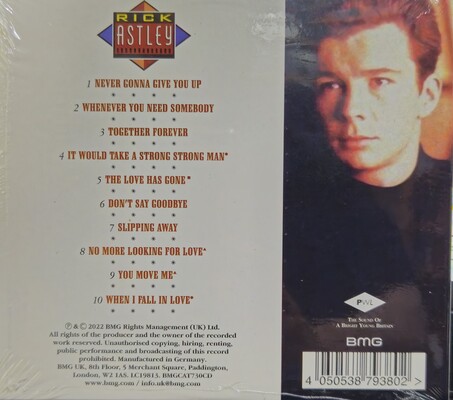 RICK
ASTLEY
1 NEVER GONNA GIVE YOU UP
2 WHENEVER YOU NEED SOMEBODY
3 TOGETHER FOREVER
4 IT WOULD TAKE A STRONG STRONG MAN*
5 THE LOVE HAS GONE*
6 DON'T SAY GOODBYE
7 SLIPPING AWAY
8 NO MORE LOOKING FOR LOVE*
9 YOU MOVE ME*
10 WHEN I FALL IN LOVE*
℗ & © 2022 BMG Rights Management (UK) Ltd.
All rights of the producer and the owner of the recorded
work reserved. Unauthorised copying, hiring, renting,
public performance and broadcasting of this record
prohibited. Manufactured in Germany.
BMG UK, 8th Floor, 5 Merchant Square, Paddington,
London, W2 1AS. LC19813. BMGCAT730CD
www.bmg.com / info.uk@bmg.com
PWL
THE SOUND OF
A BRIGHT YOUNG BRITAIN
BMG
4 050538 793802 >